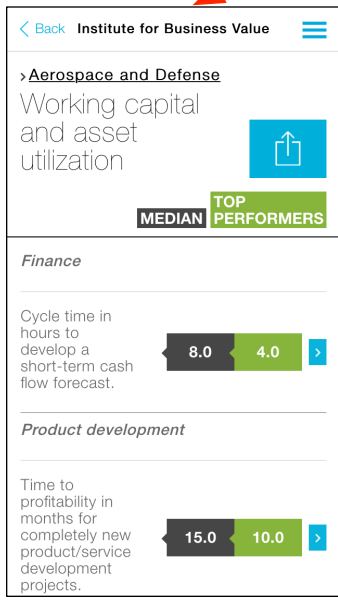 Back Institute for Business Value
Aerospace and Defense
Working capital
and asset
utilization
MEDIAN TOP PERFORMERS
Finance
Cycle time in
hours to
develop a
short-term cash
flow forecast.
8.0 4.0
Product development
Time to
profitability in
months for
completely new
product/service
development
projects.
15.0 10.0